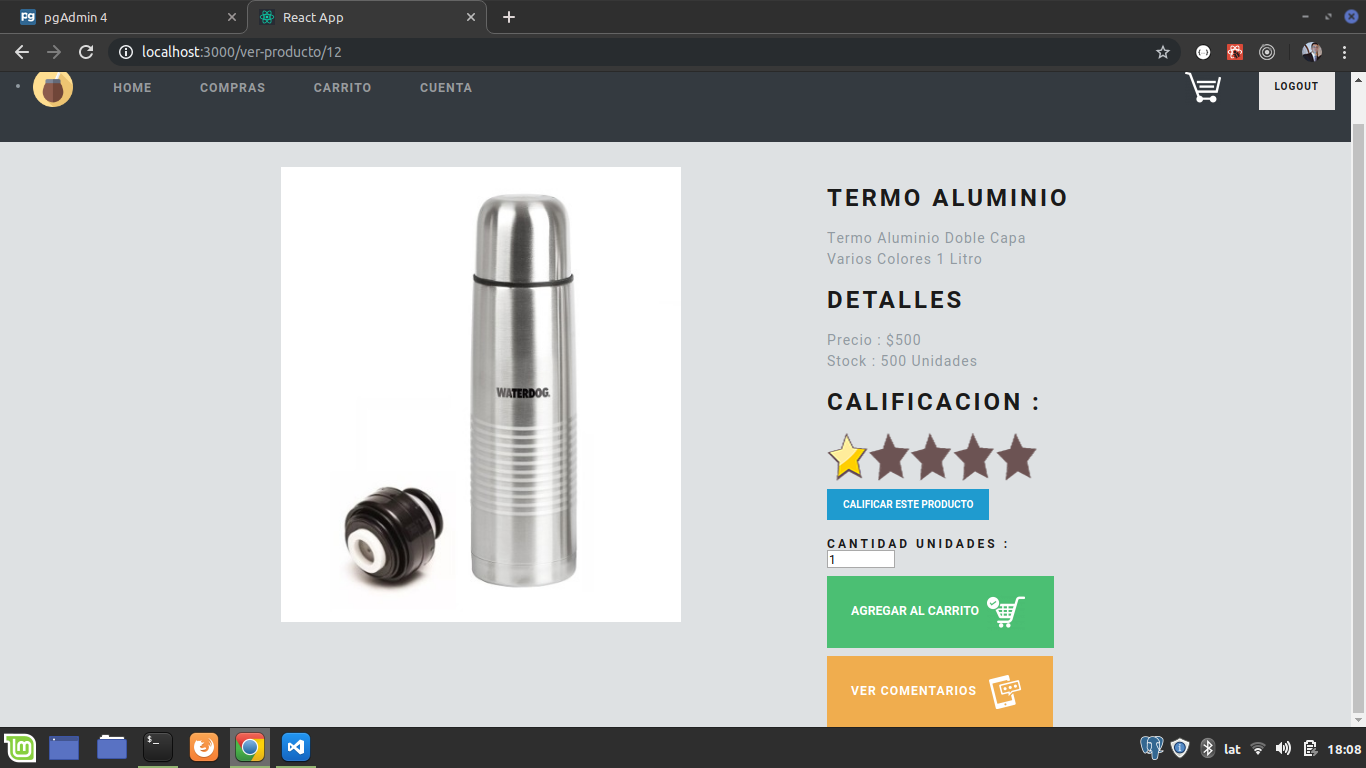 pgAdmin 4
React App
localhost:3000/ver-producto/12
HOME
COMPRAS
CARRITO
CUENTA
LOGOUT
WATERDOG
TERMO ALUMINIO
Termo Aluminio Doble Capa
Varios Colores 1 Litro
DETALLES
Precio : $500
Stock : 500 Unidades
CALIFICACION :
CALIFICAR ESTE PRODUCTO
CANTIDAD UNIDADES :
1
AGREGAR AL CARRITO
VER COMENTARIOS
lat
18:08